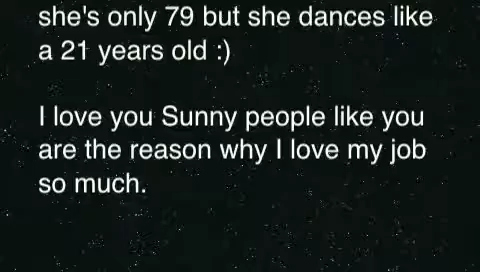 she's only 79 but she dances like
a 21 years old :)
I love you Sunny people like you
are the reason why I love my job
so much.